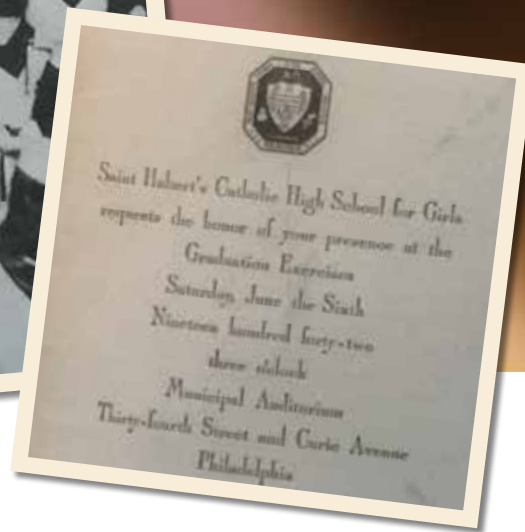 Saint Hubert's Catholic High School for Girls
requests the honor of your presence at the
Graduation Exercises
Saturday, June the Sixth
Nineteen hundred forty-two
three o'clock
Municipal Auditorium
Thirty-fourth Street and Curie Avenue
Philadelphia